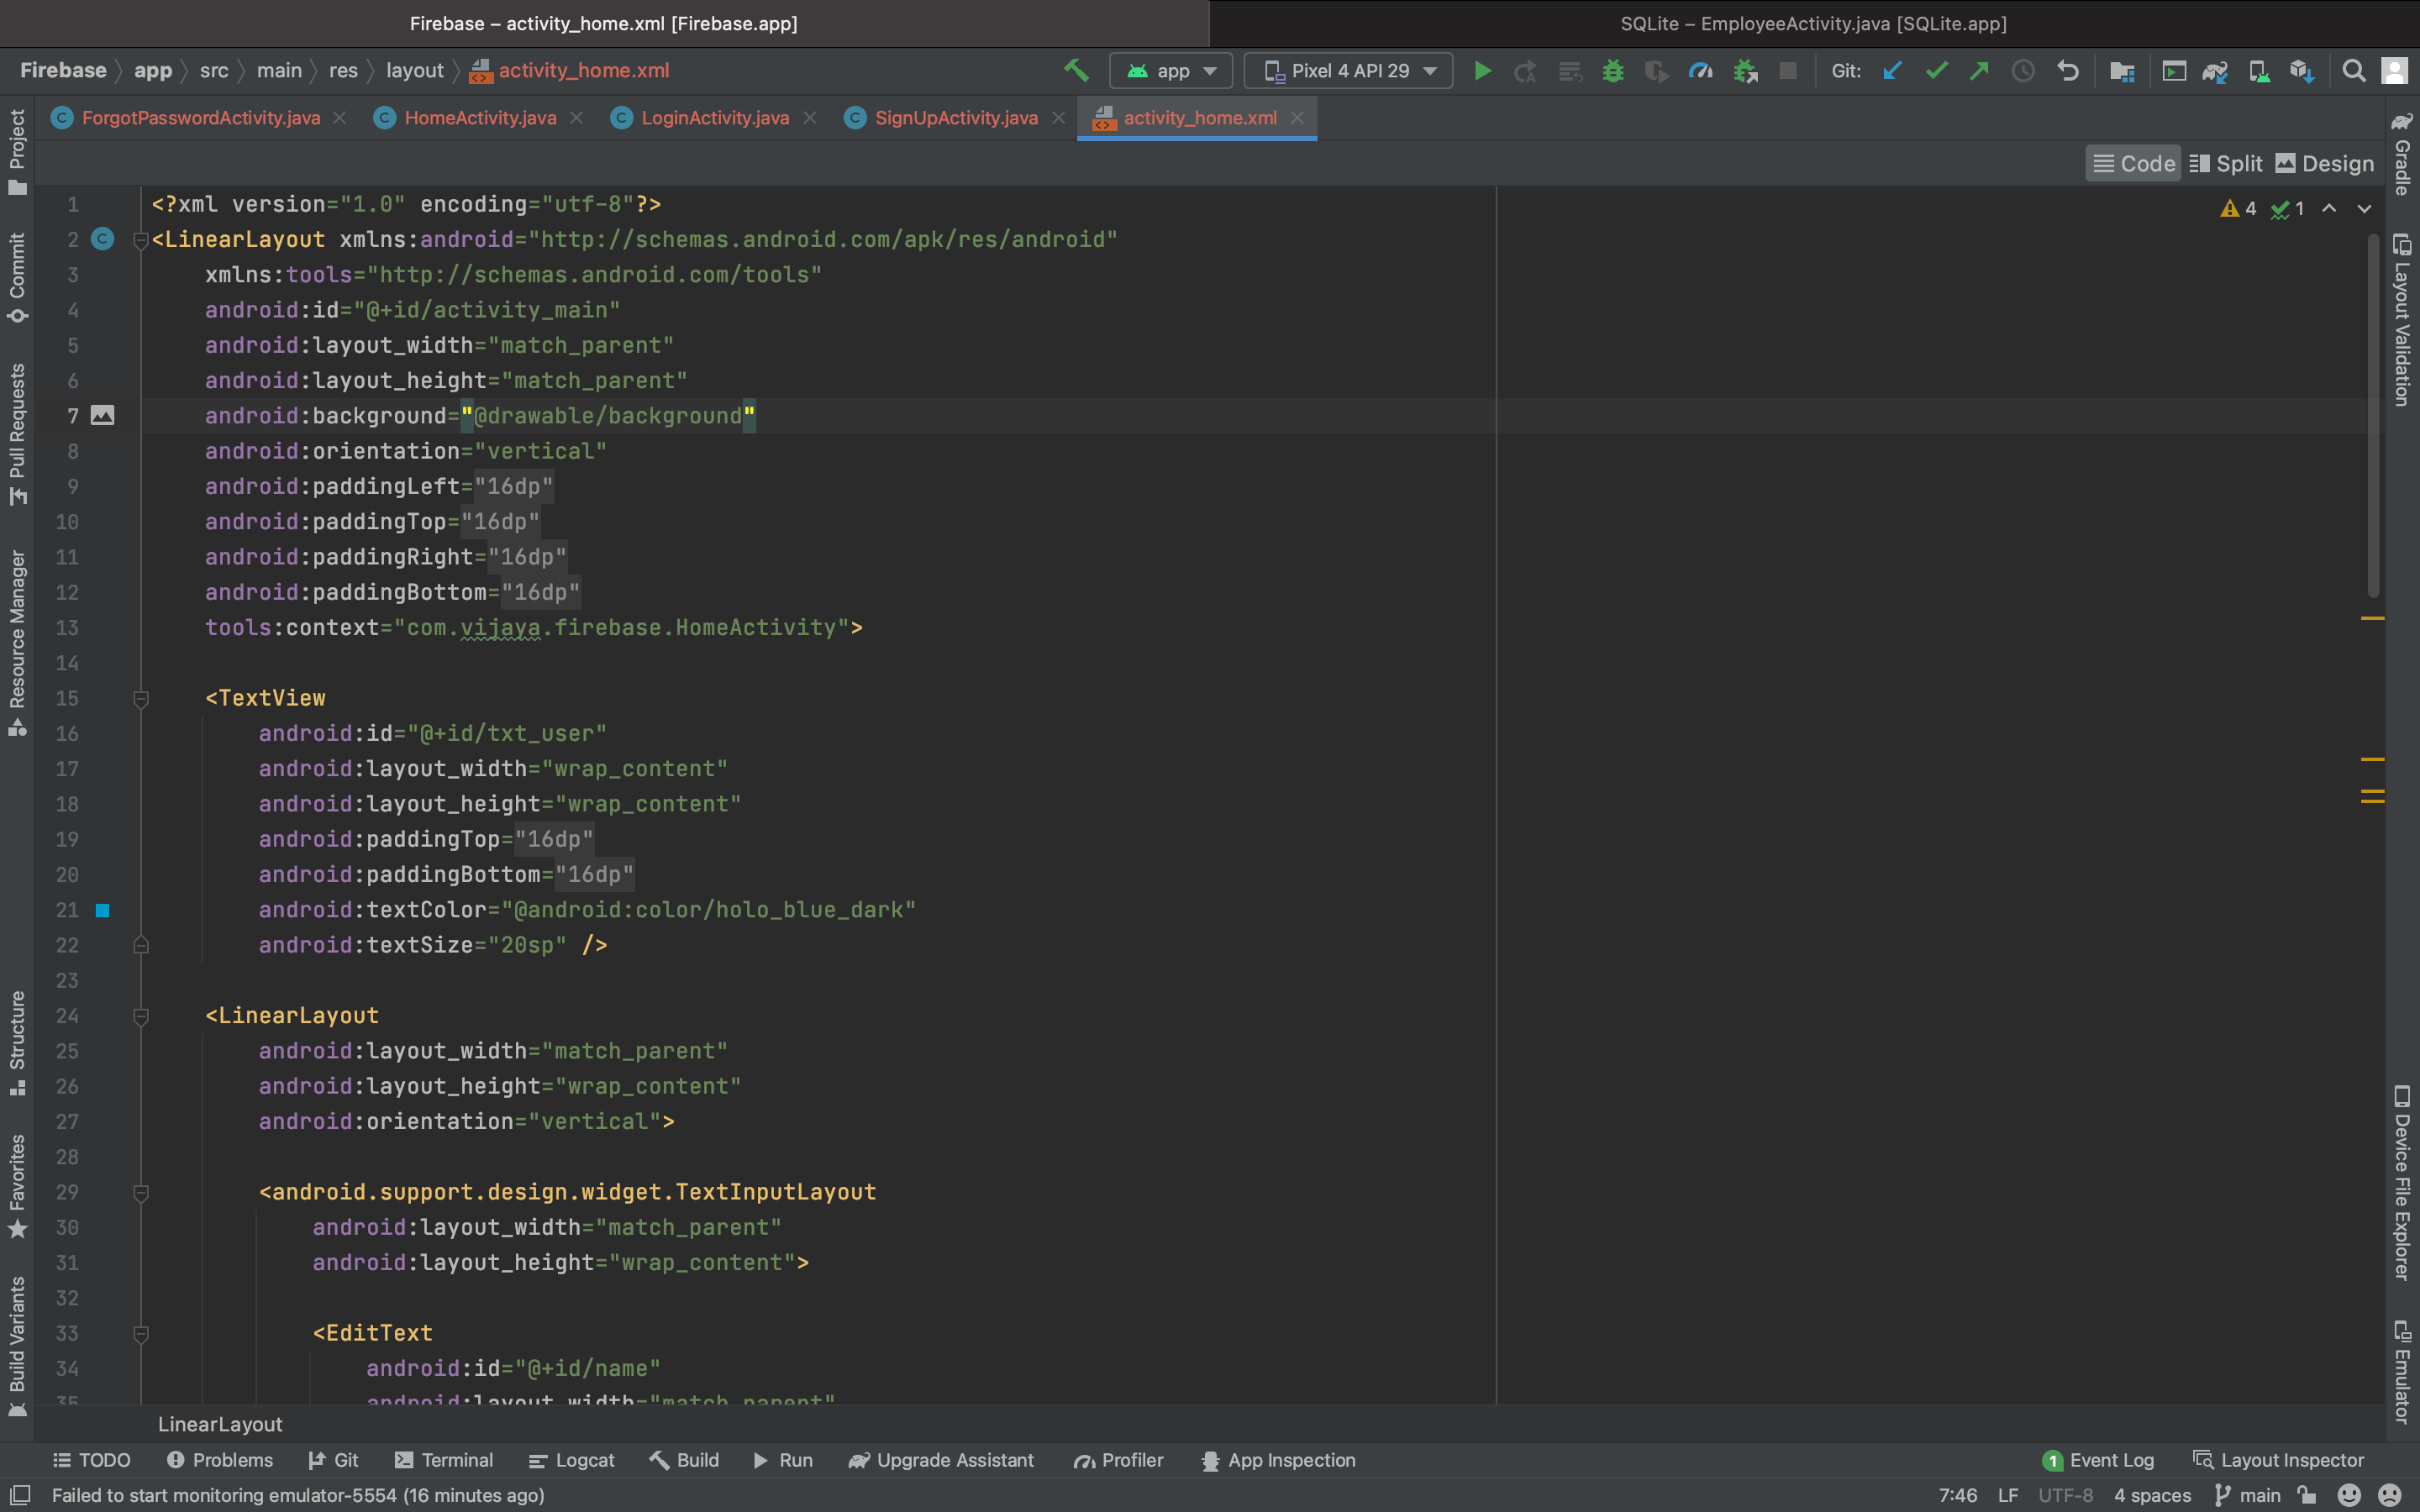 Firebase – activity_home.xml [Firebase.app]
SQLite – EmployeeActivity.java [SQLite.app]
Firebase app src main res layout activity_home.xml
app
Pixel 4 API 29
Git:
ForgotPasswordActivity.java
HomeActivity.java
LoginActivity.java
SignUpActivity.java
activity_home.xml
Code
Split
Design
4
1
Project
Commit
Pull Requests
Resource Manager
Structure
Favorites
Build Variants
1 <?xml version="1.0" encoding="utf-8"?>
2 <LinearLayout xmlns:android="http://schemas.android.com/apk/res/android"
3 xmlns:tools="http://schemas.android.com/tools"
4 android:id="@+id/activity_main"
5 android:layout_width="match_parent"
6 android:layout_height="match_parent"
7 android:background="@drawable/background"
8 android:orientation="vertical"
9 android:paddingLeft="16dp"
10 android:paddingTop="16dp"
11 android:paddingRight="16dp"
12 android:paddingBottom="16dp"
13 tools:context="com.vijaya.firebase.HomeActivity">
14
15 <TextView
16 android:id="@+id/txt_user"
17 android:layout_width="wrap_content"
18 android:layout_height="wrap_content"
19 android:paddingTop="16dp"
20 android:paddingBottom="16dp"
21 android:textColor="@android:color/holo_blue_dark"
22 android:textSize="20sp" />
23
24 <LinearLayout
25 android:layout_width="match_parent"
26 android:layout_height="wrap_content"
27 android:orientation="vertical">
28
29 <android.support.design.widget.TextInputLayout
30 android:layout_width="match_parent"
31 android:layout_height="wrap_content">
32
33 <EditText
34 android:id="@+id/name"
35 android:layout_width="match_parent"
Gradle
Layout Validation
Device File Explorer
Emulator
LinearLayout
TODO
Problems
Git
Terminal
Logcat
Build
Run
Upgrade Assistant
Profiler
App Inspection
1 Event Log
Layout Inspector
Failed to start monitoring emulator-5554 (16 minutes ago)
7:46 LF UTF-8 4 spaces main